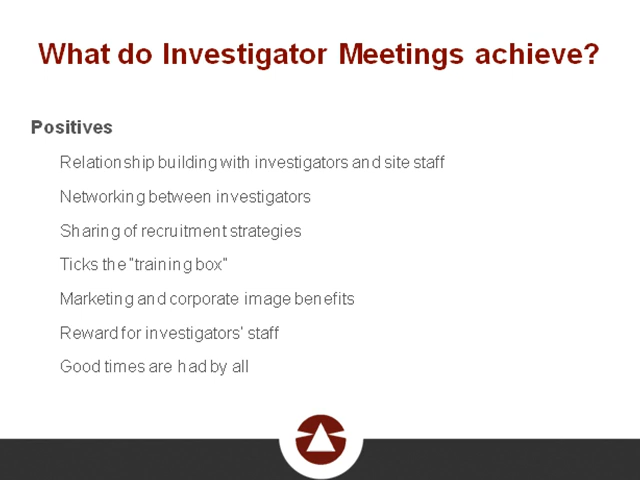 What do Investigator Meetings achieve?
Positives
Relationship building with investigators and site staff
Networking between investigators
Sharing of recruitment strategies
Ticks the "training box"
Marketing and corporate image benefits
Reward for investigators' staff
Good times are had by all